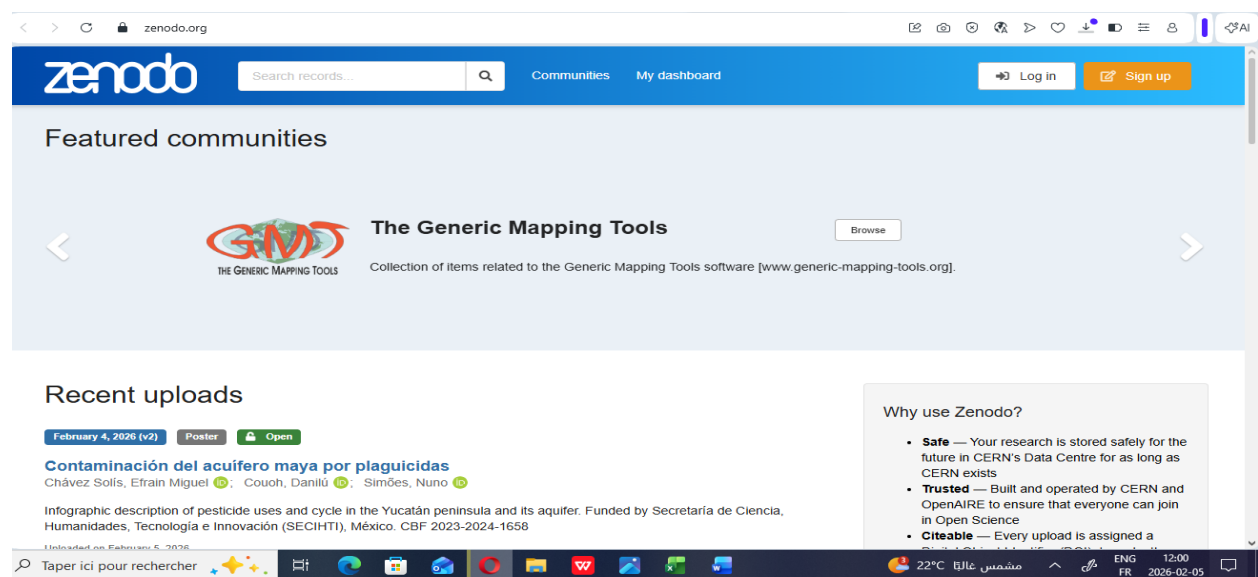 zenodo.org
AI
zenodo
Search records...
Communities
My dashboard
Log in
Sign up
Featured communities
GMT
THE GENERIC MAPPING TOOLS
The Generic Mapping Tools
Browse
Collection of items related to the Generic Mapping Tools software [www.generic-mapping-tools.org].
Recent uploads
February 4, 2026 (v2) Poster Open
Contaminación del acuífero maya por plaguicidas
Chávez Solís, Efrain Miguel iD; Couoh, Danilú iD; Simões, Nuno iD
Infographic description of pesticide uses and cycle in the Yucatán peninsula and its aquifer. Funded by Secretaría de Ciencia,
Humanidades, Tecnología e Innovación (SECIHTI), México. CBF 2023-2024-1658
Uploaded on February 5, 2026
Why use Zenodo?
Safe — Your research is stored safely for the
future in CERN's Data Centre for as long as
CERN exists
Trusted — Built and operated by CERN and
OpenAIRE to ensure that everyone can join
in Open Science
Citeable — Every upload is assigned a
Taper ici pour rechercher
22°C مشمس غالبًا
ENG
FR
12:00
2026-02-05